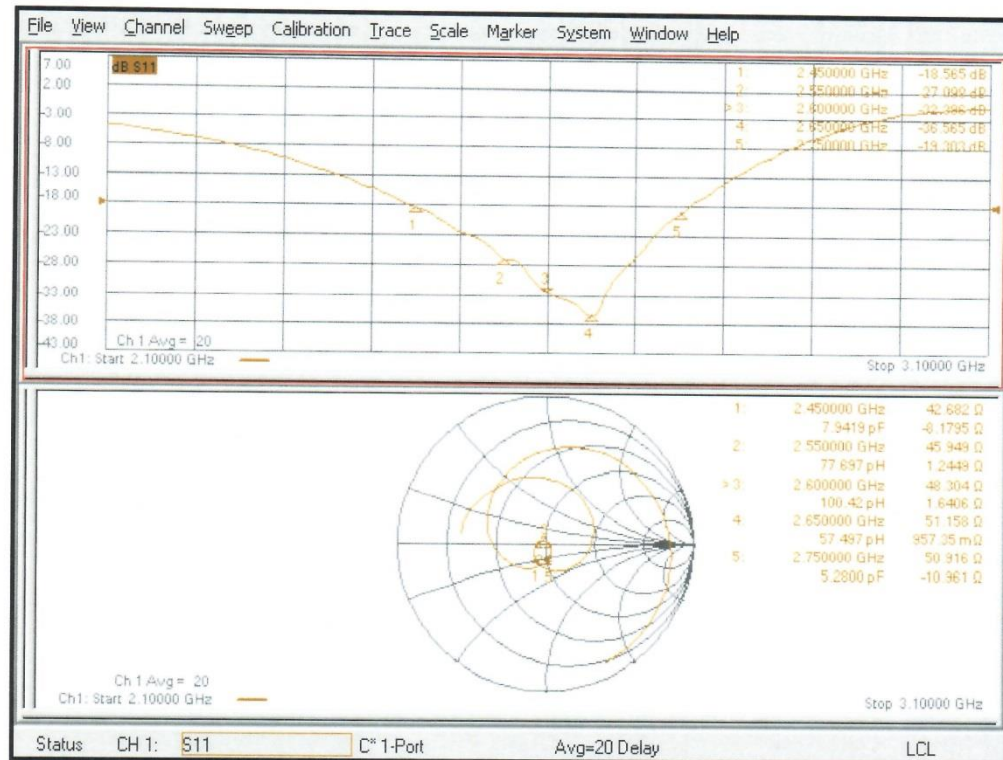 File View Channel Sweep Calibration Trace Scale Marker System Window Help
7.00
dB S11
1: 2.450000 GHz -18.565 dB
2.00
2: 2.550000 GHz -27.098 dB
-3.00
> 3: 2.600000 GHz -32.386 dB
4: 2.650000 GHz -36.565 dB
-8.00
5: 2.750000 GHz -19.303 dB
-13.00
-18.00
1
5
-23.00
-28.00
2
3
-33.00
4
-38.00
-43.00
Ch 1 Avg = 20
Ch1: Start 2.10000 GHz
Stop 3.10000 GHz
1: 2.450000 GHz 42.682 Ω
7.9419 pF -8.1795 Ω
2: 2.550000 GHz 45.949 Ω
77.697 pH 1.2449 Ω
> 3: 2.600000 GHz 48.304 Ω
100.42 pH 1.6406 Ω
4: 2.650000 GHz 51.158 Ω
57.497 pH 957.35 mΩ
5: 2.750000 GHz 50.916 Ω
5.2800 pF -10.961 Ω
1 5
Ch 1 Avg = 20
Ch1: Start 2.10000 GHz
Stop 3.10000 GHz
Status CH 1: S11 C* 1-Port Avg=20 Delay LCL